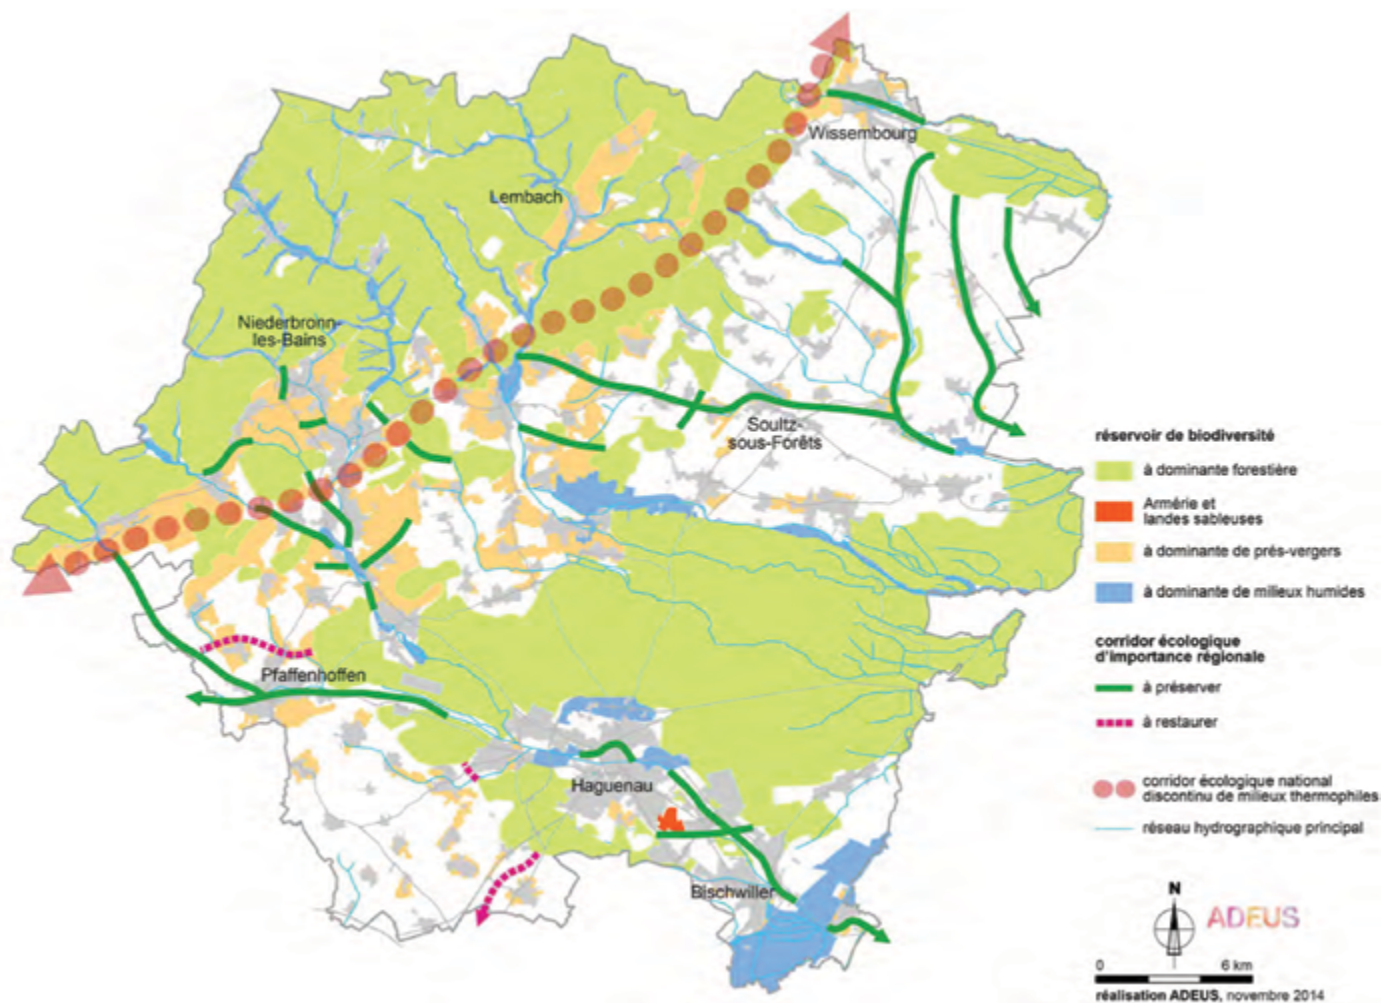 Wissembourg
Lembach
Niederbronn-
les-Bains
Soultz-
sous-Forêts
Pfaffenhoffen
Haguenau
Bischwiller
réservoir de biodiversité
à dominante forestière
Armérie et
landes sableuses
à dominante de prés-vergers
à dominante de milieux humides
corridor écologique
d'importance régionale
à préserver
à restaurer
corridor écologique national
discontinu de milieux thermophiles
réseau hydrographique principal
N
ADEUS
0 6 km
réalisation ADEUS, novembre 2014